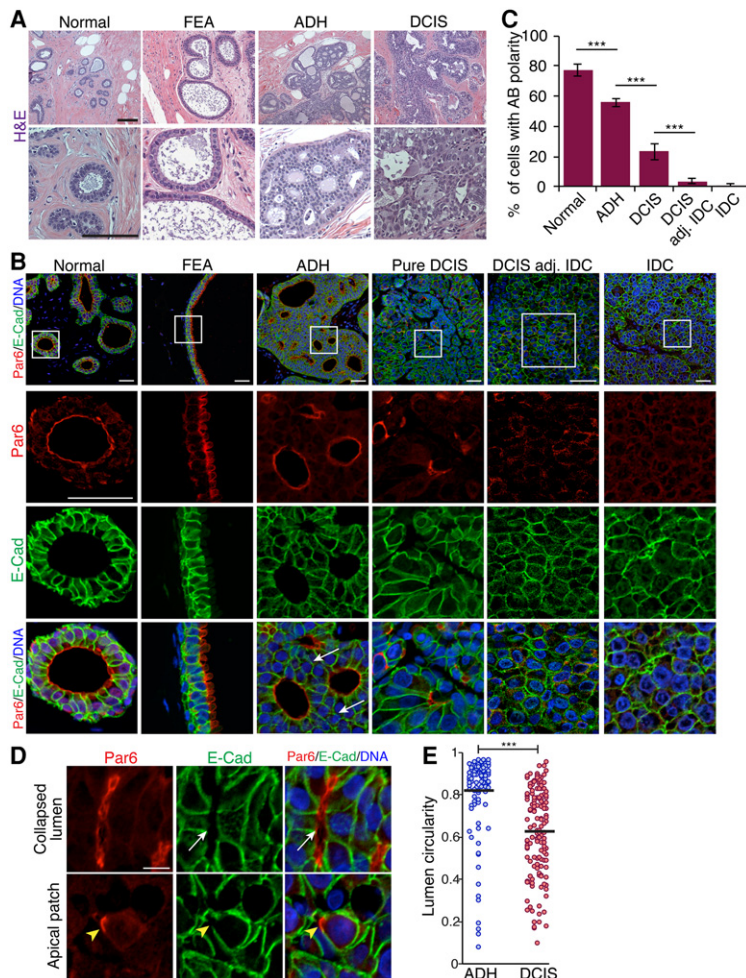 A
Normal
FEA
ADH
DCIS
H&E
C
% of cells with AB polarity
100
80
60
40
20
0
***
***
***
Normal
ADH
DCIS
DCIS
adj. IDC
IDC
B
Normal
FEA
ADH
Pure DCIS
DCIS adj. IDC
IDC
Par6/E-Cad/DNA
Par6
E-Cad
Par6/E-Cad/DNA
D
Par6
E-Cad
Par6/E-Cad/DNA
Collapsed
lumen
Apical patch
E
***
Lumen circularity
1
0.8
0.6
0.4
0.2
0
ADH
DCIS